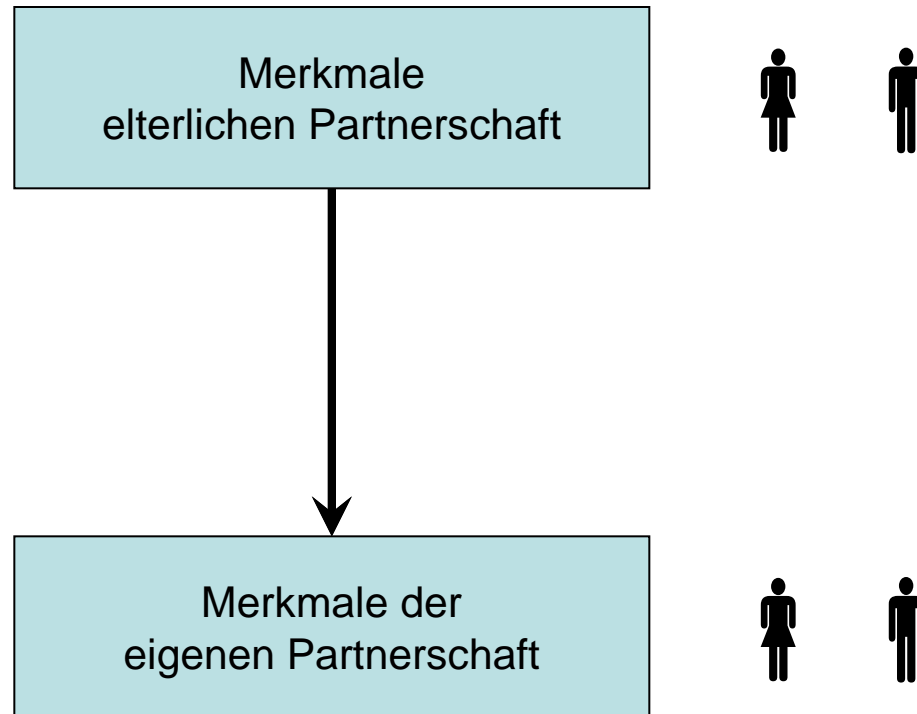 Merkmale
elterlichen Partnerschaft
Merkmale der
eigenen Partnerschaft